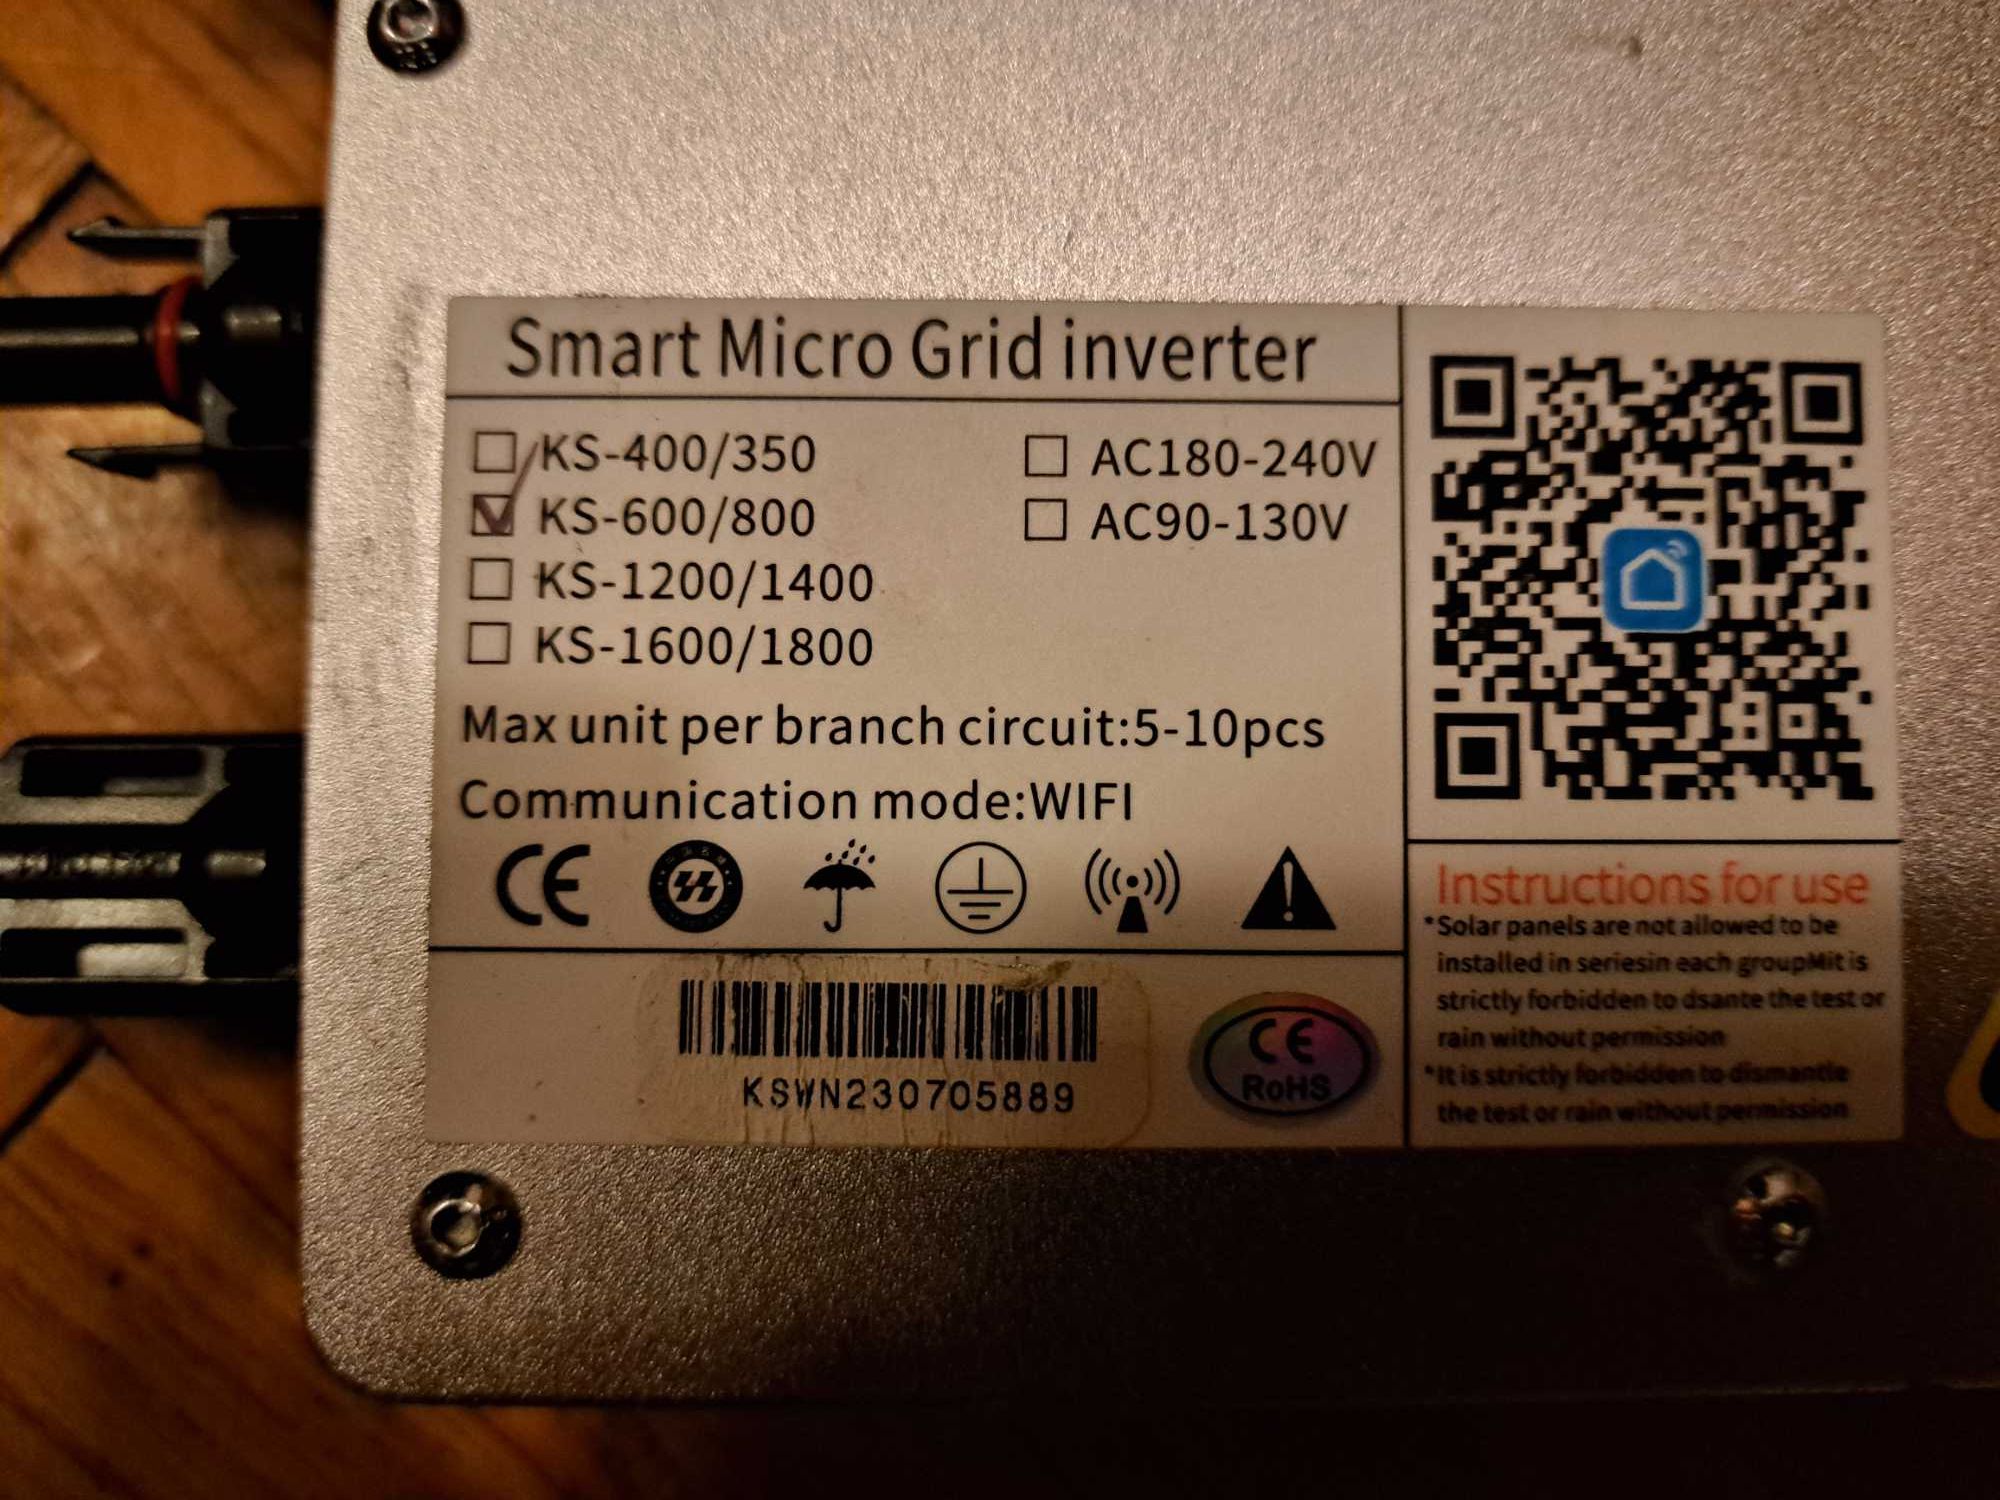 Smart Micro Grid inverter
KS-400/350
AC180-240V
KS-600/800
AC90-130V
KS-1200/1400
KS-1600/1800
Max unit per branch circuit:5-10pcs
Communication mode:WIFI
CE
KSWN230705889
CE
RoHS
Instructions for use
*Solar panels are not allowed to be
installed in seriesin each groupMit is
strictly forbidden to dsante the test or
rain without permission
*It is strictly forbidden to dismantle
the test or rain without permission